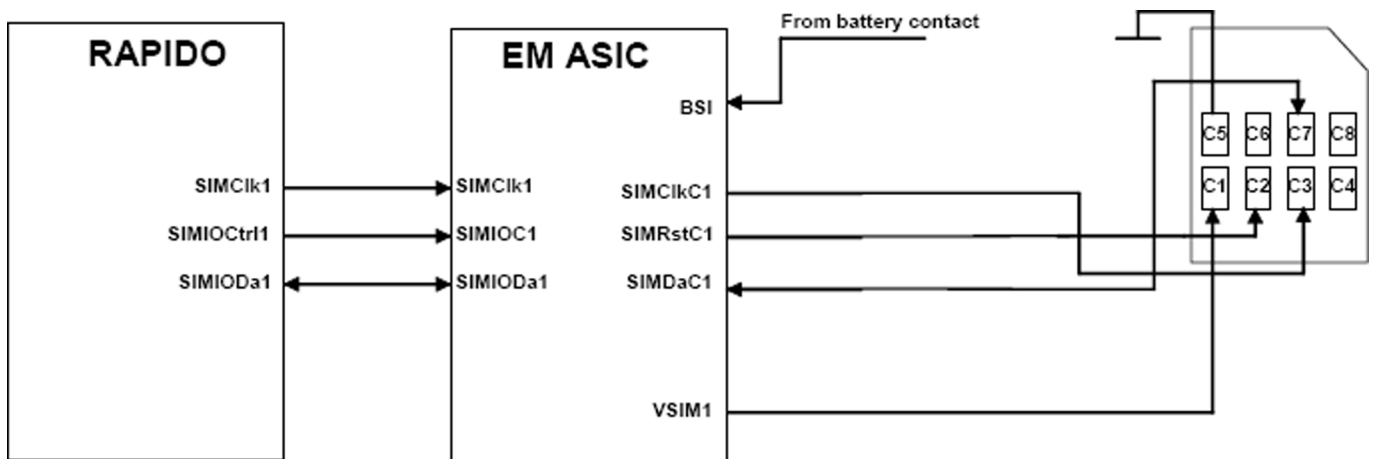 From battery contact
RAPIDO
EM ASIC
BSI
C5 C6 C7 C8
SIMClk1
SIMClk1
SIMClkC1
C1 C2 C3 C4
SIMIOCtrl1
SIMIOC1
SIMRstC1
SIMIODa1
SIMIODa1
SIMDaC1
VSIM1